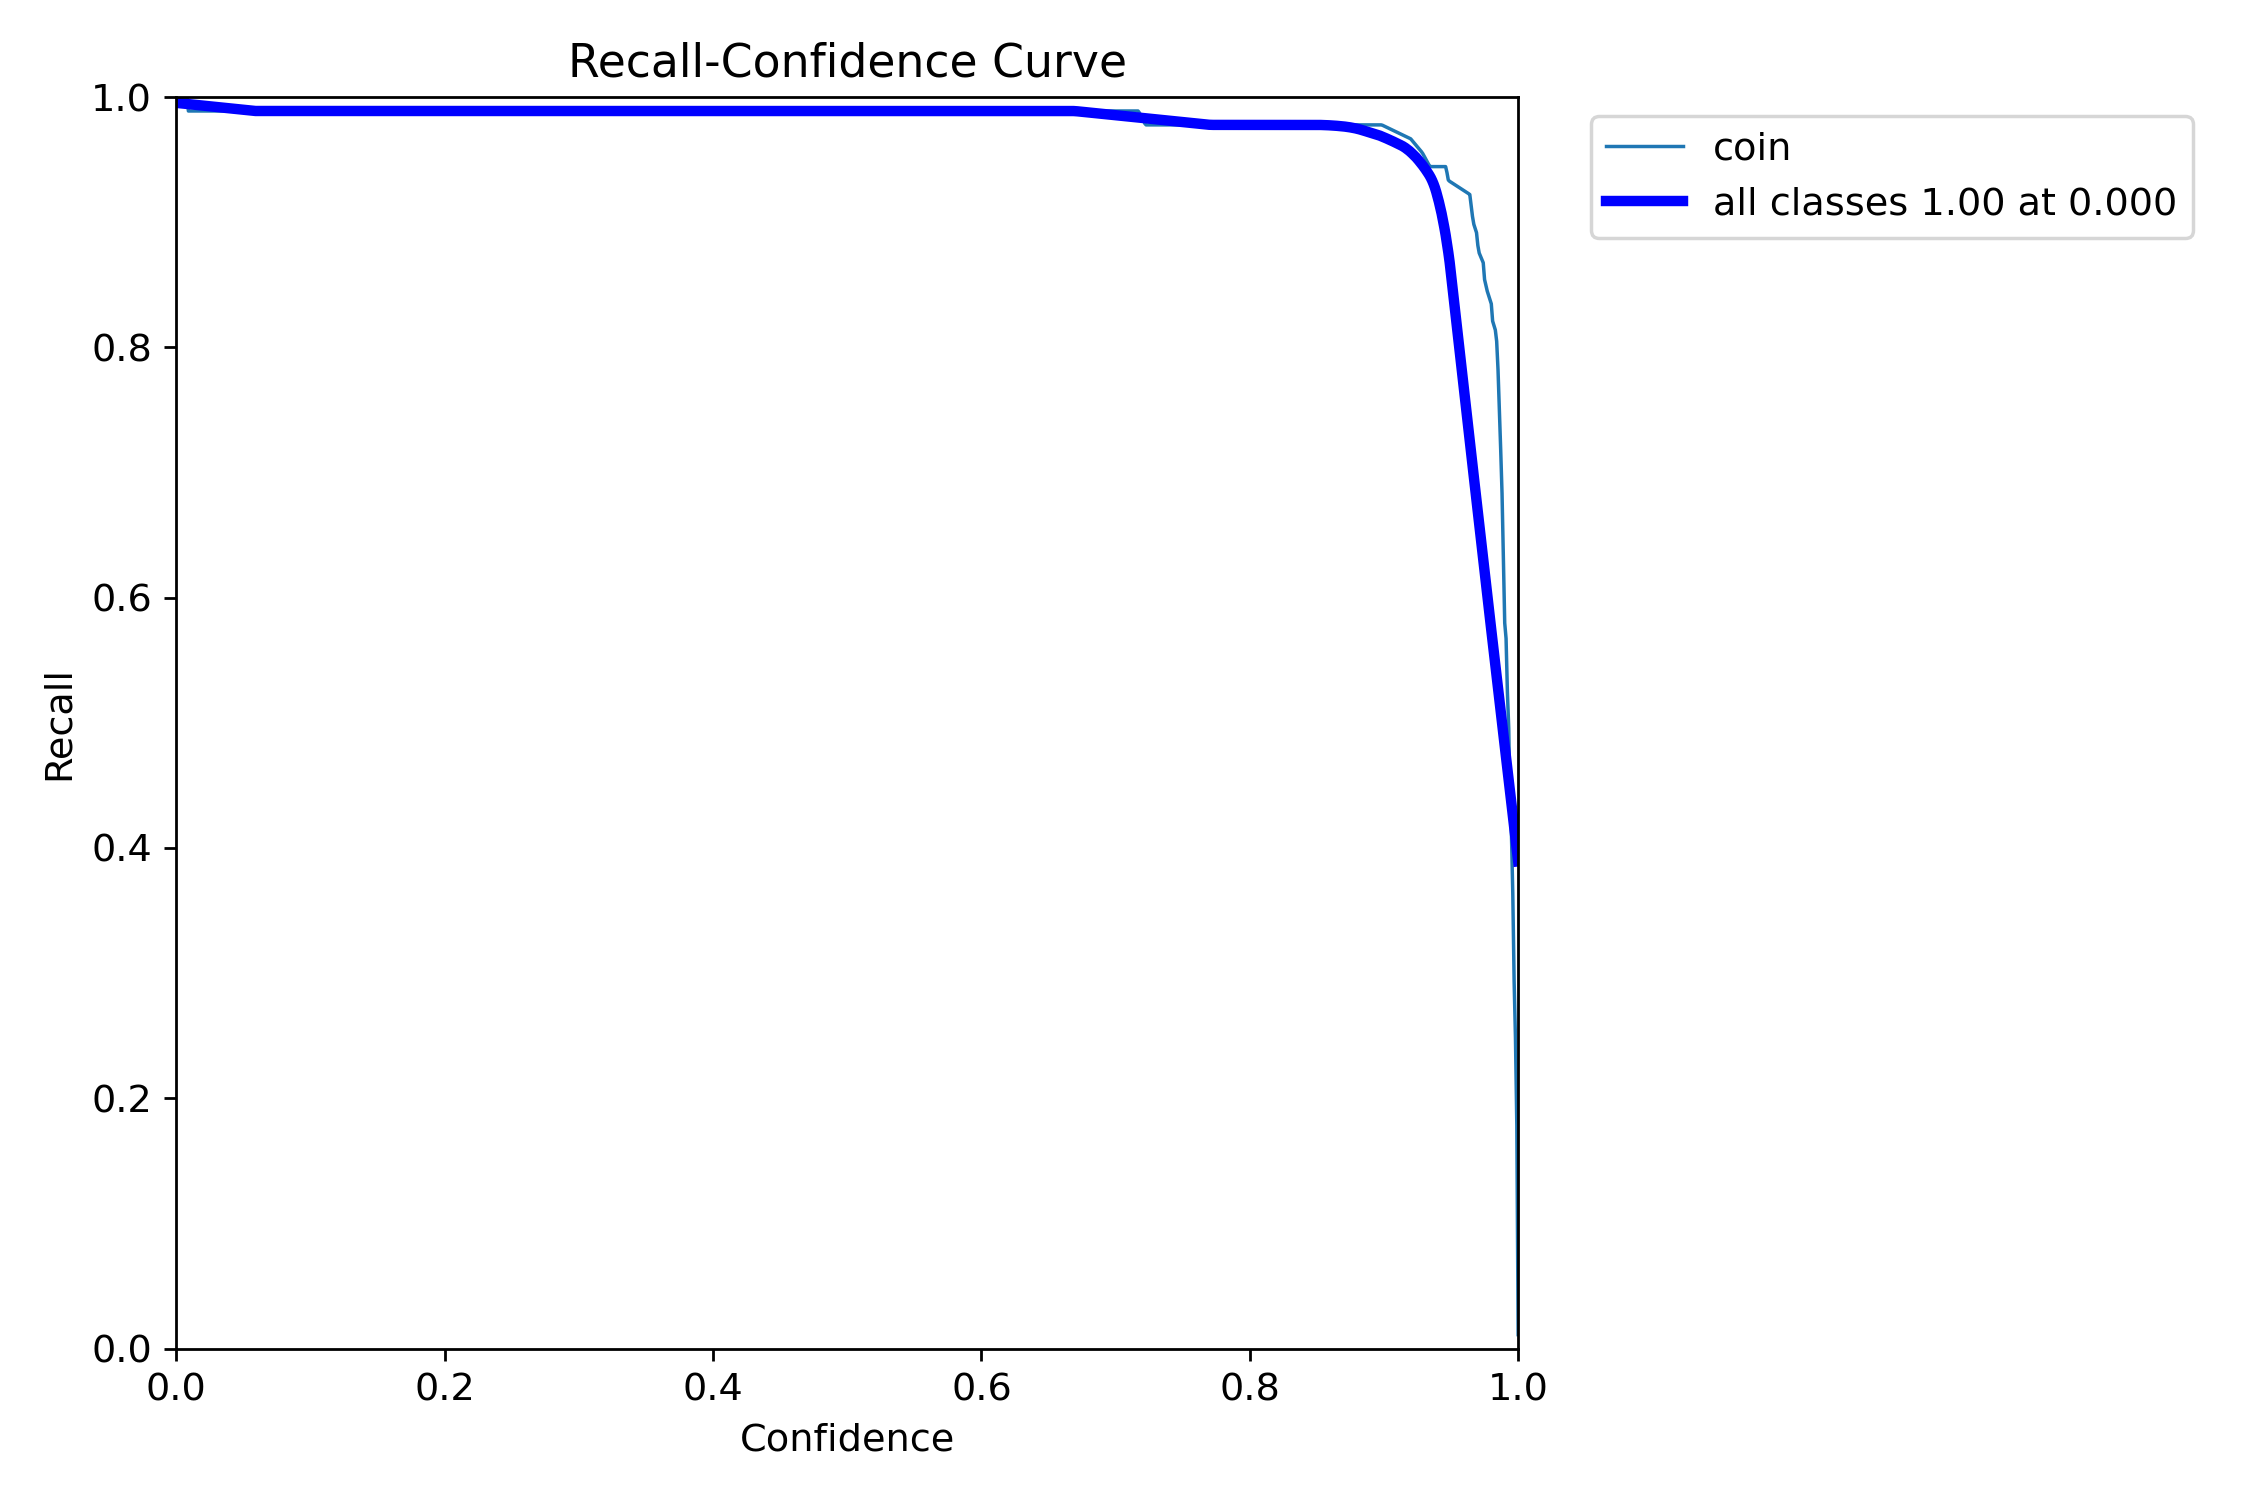 Recall-Confidence Curve
1.0
0.8
0.6
0.4
0.2
0.0
Recall
0.0 0.2 0.4 0.6 0.8 1.0
Confidence
coin
all classes 1.00 at 0.000